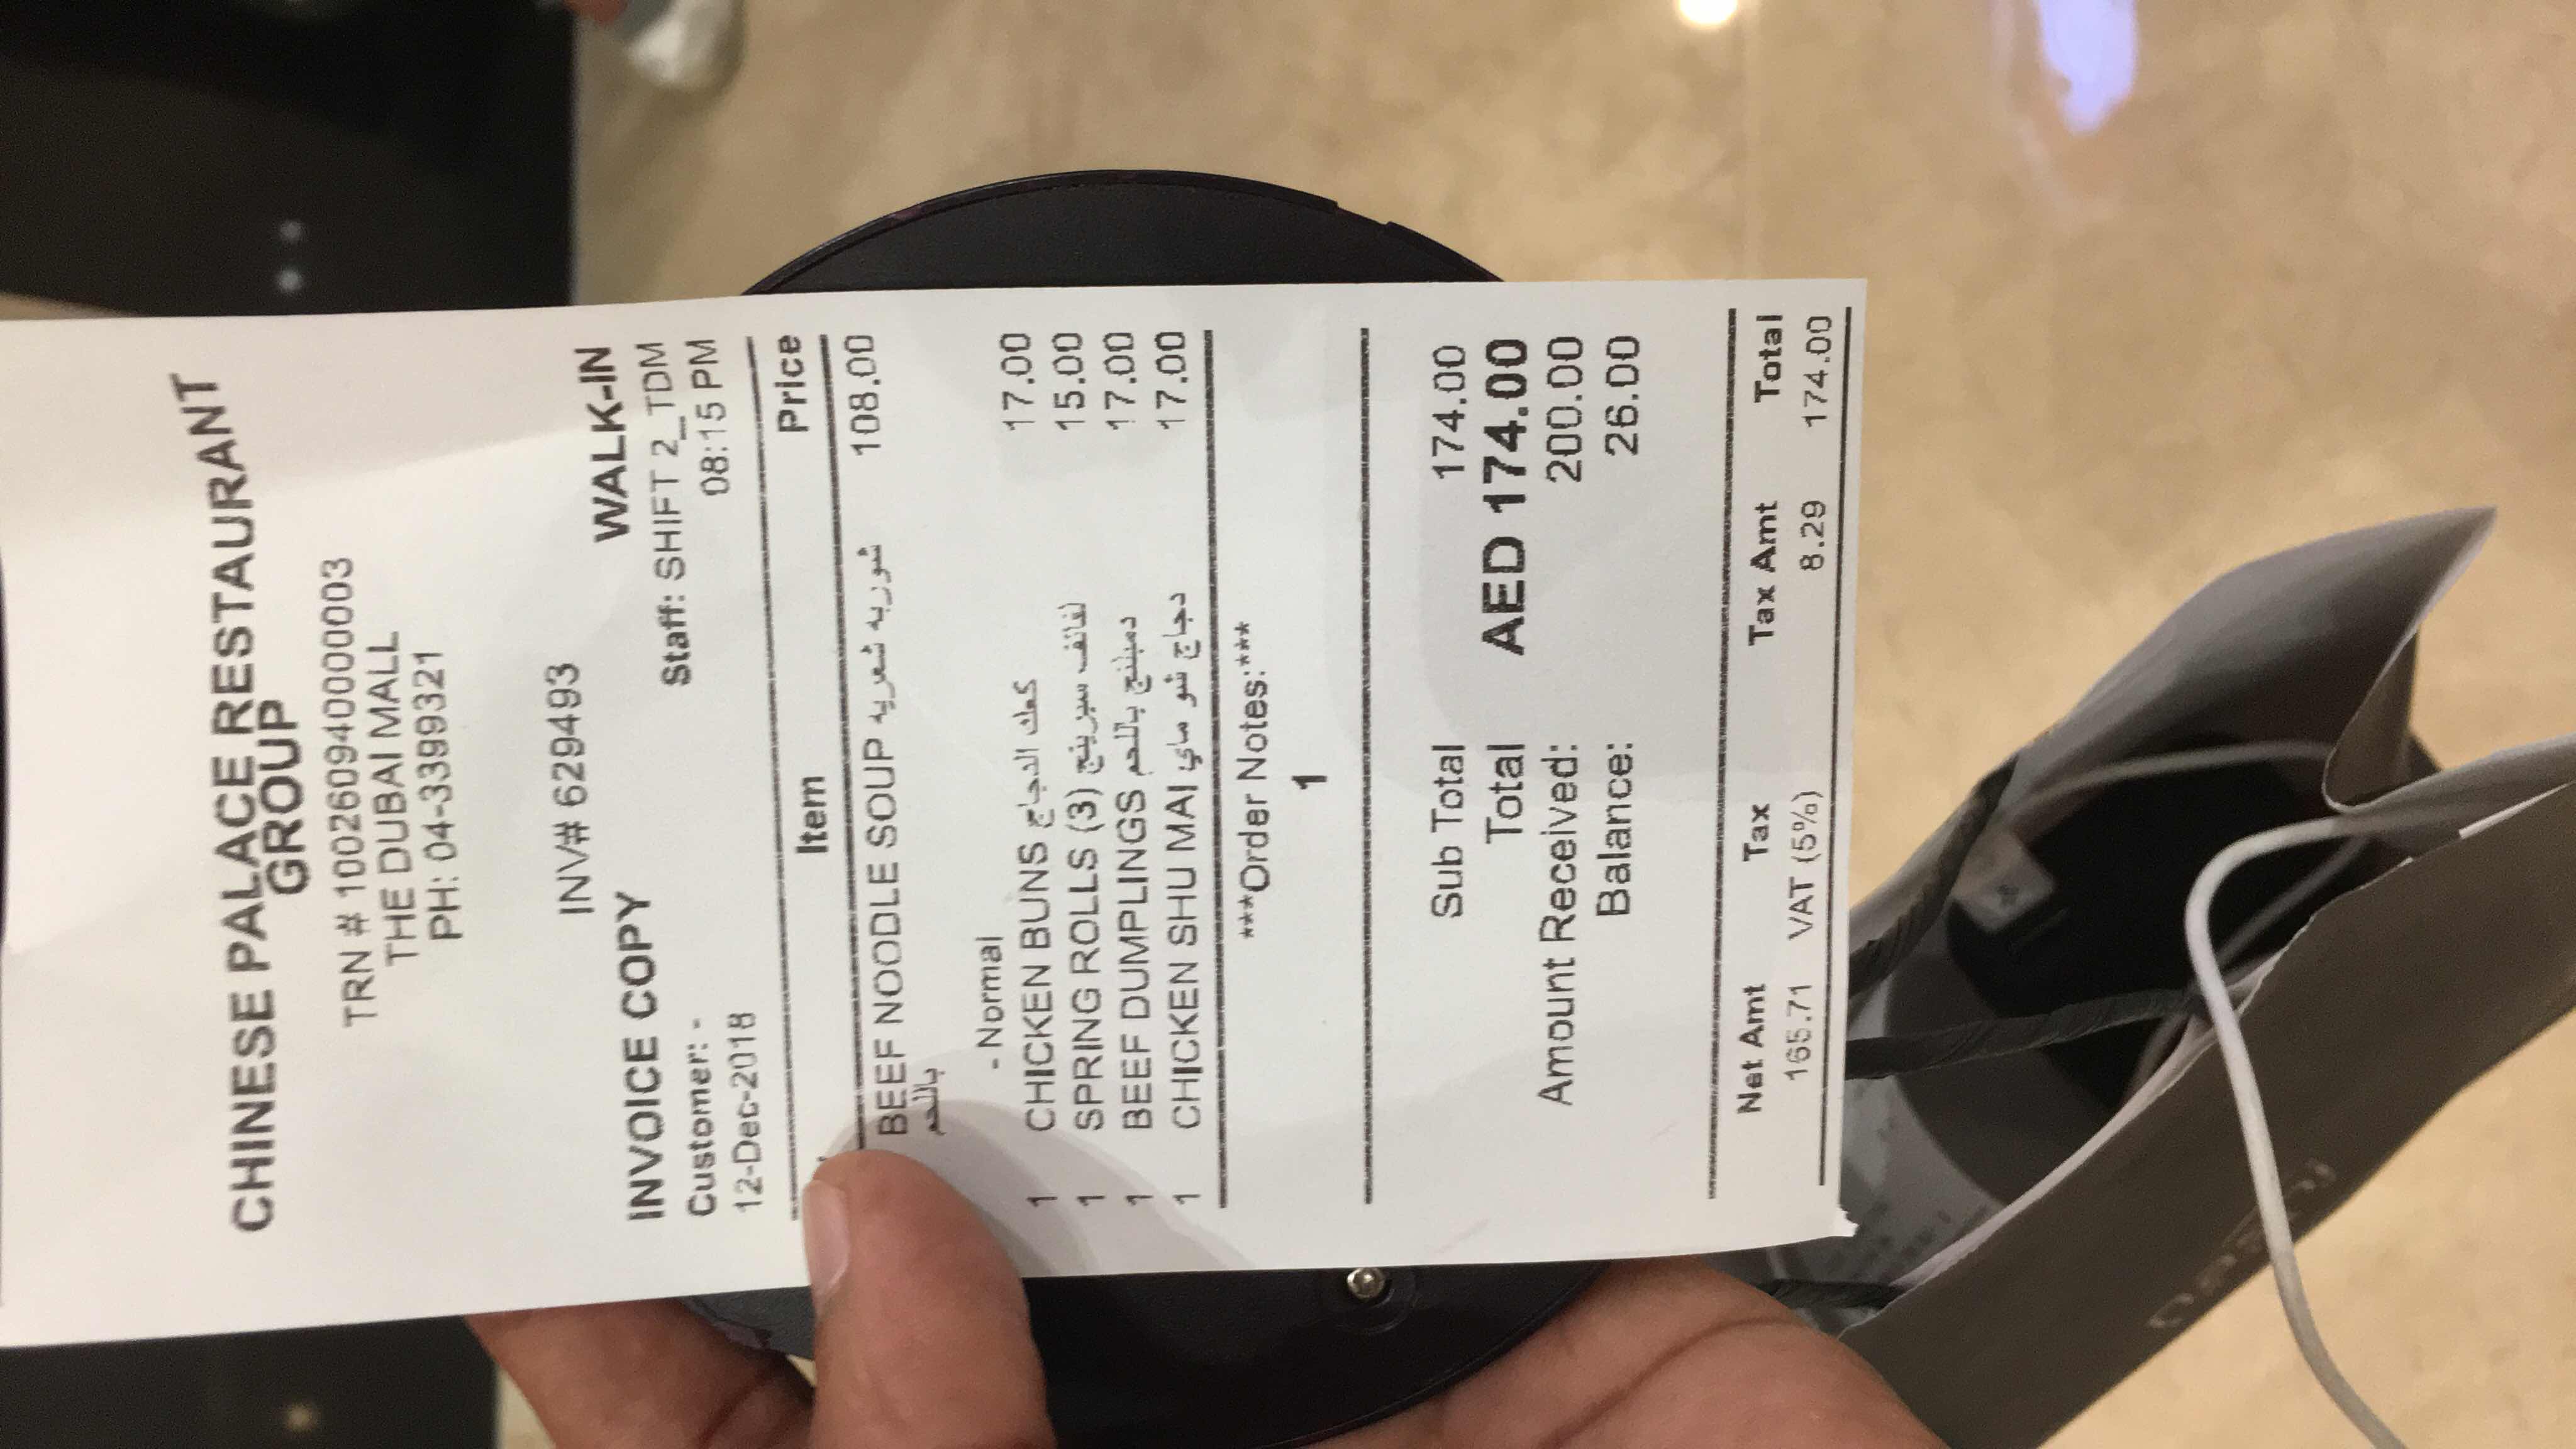 CHINESE PALACE RESTAURANT
GROUP
TRN # 100260940000003
THE DUBAI MALL
PH: 04-3399321
INV# 629493
WALK-IN
INVOICE COPY
Staff: SHIFT 2_TDM
Customer: -
08:15 PM
12-Dec-2018
Item Price
BEEF NOODLE SOUP شوربه شعريه 108.00
باللحم
- Normal
1 CHICKEN BUNS كعك الدجاج 17.00
1 SPRING ROLLS (3) لفائف سبرينج 15.00
1 BEEF DUMPLINGS دمبلنج باللحم 17.00
1 CHICKEN SHU MAI دجاج شو ماي 17.00
***Order Notes:***
1
Sub Total 174.00
Total AED 174.00
Amount Received: 200.00
Balance: 26.00
Net Amt Tax Tax Amt Total
165.71 VAT (5%) 8.29 174.00